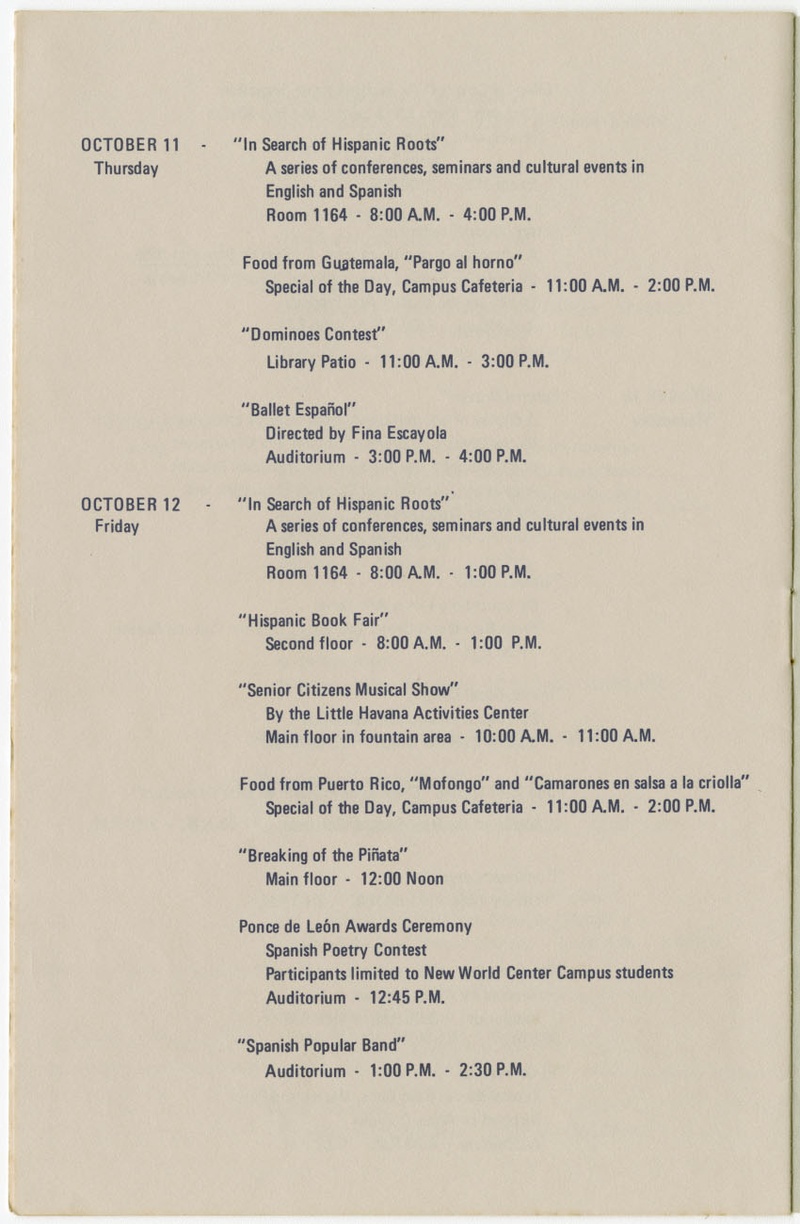 OCTOBER 11 - "In Search of Hispanic Roots"
Thursday A series of conferences, seminars and cultural events in
English and Spanish
Room 1164 - 8:00 A.M. - 4:00 P.M.
Food from Guatemala, "Pargo al horno"
Special of the Day, Campus Cafeteria - 11:00 A.M. - 2:00 P.M.
"Dominoes Contest"
Library Patio - 11:00 A.M. - 3:00 P.M.
"Ballet Español"
Directed by Fina Escayola
Auditorium - 3:00 P.M. - 4:00 P.M.
OCTOBER 12 - "In Search of Hispanic Roots"
Friday A series of conferences, seminars and cultural events in
English and Spanish
Room 1164 - 8:00 A.M. - 1:00 P.M.
"Hispanic Book Fair"
Second floor - 8:00 A.M. - 1:00 P.M.
"Senior Citizens Musical Show"
By the Little Havana Activities Center
Main floor in fountain area - 10:00 A.M. - 11:00 A.M.
Food from Puerto Rico, "Mofongo" and "Camarones en salsa a la criolla"
Special of the Day, Campus Cafeteria - 11:00 A.M. - 2:00 P.M.
"Breaking of the Piñata"
Main floor - 12:00 Noon
Ponce de León Awards Ceremony
Spanish Poetry Contest
Participants limited to New World Center Campus students
Auditorium - 12:45 P.M.
"Spanish Popular Band"
Auditorium - 1:00 P.M. - 2:30 P.M.